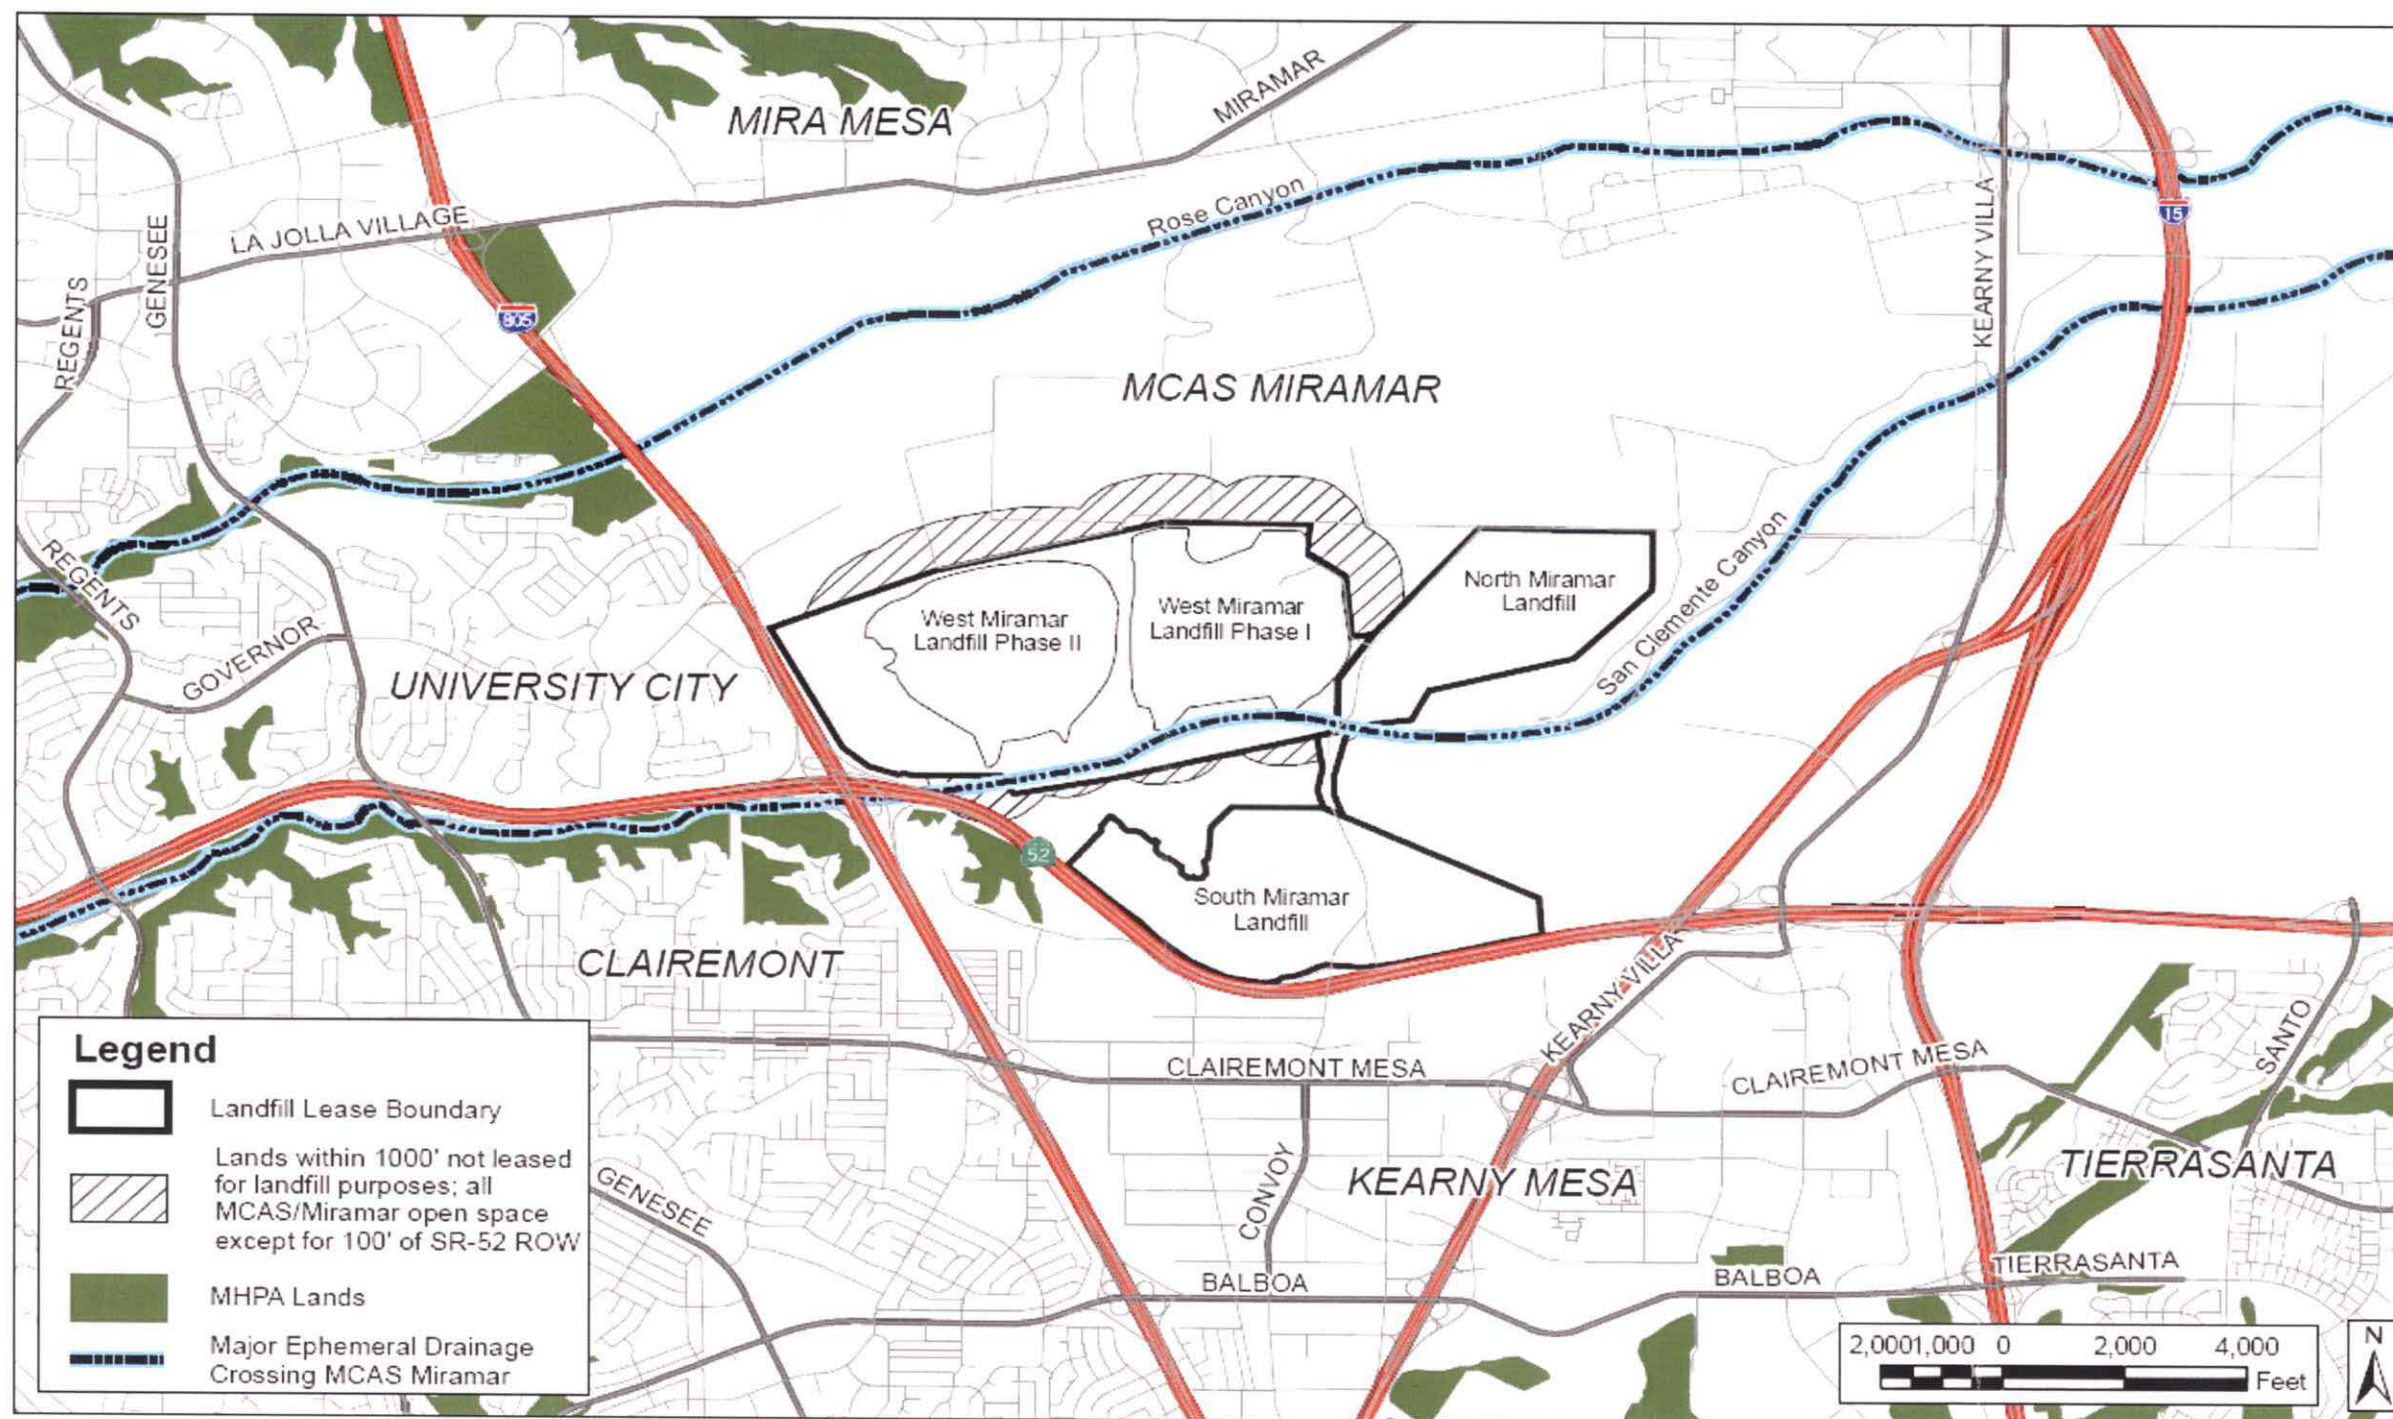 MIRA MESA
MIRAMAR
LA JOLLA VILLAGE
GENESEE
REGENTS
805
Rose Canyon
KEARNY VILLA
15
MCAS MIRAMAR
REGENTS
GOVERNOR
UNIVERSITY CITY
West Miramar
Landfill Phase II
West Miramar
Landfill Phase I
North Miramar
Landfill
San Clemente Canyon
52
South Miramar
Landfill
CLAIREMONT
KEARNY VILLA
CLAIREMONT MESA
CLAIREMONT MESA
SANTO
CONVOY
KEARNY MESA
TIERRASANTA
GENESEE
BALBOA
BALBOA
TIERRASANTA
Legend
Landfill Lease Boundary
Lands within 1000' not leased
for landfill purposes; all
MCAS/Miramar open space
except for 100' of SR-52 ROW
MHPA Lands
Major Ephemeral Drainage
Crossing MCAS Miramar
2,000 1,000 0 2,000 4,000
Feet
N